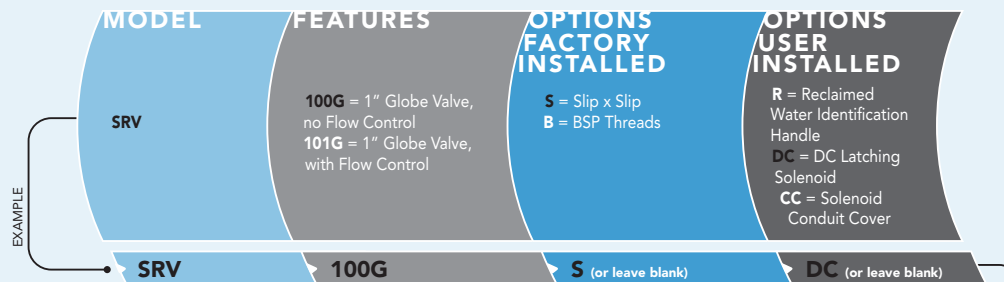 MODEL
SRV
FEATURES
100G = 1” Globe Valve,
no Flow Control
101G = 1” Globe Valve,
with Flow Control
OPTIONS
FACTORY
INSTALLED
S = Slip x Slip
B = BSP Threads
OPTIONS
USER
INSTALLED
R = Reclaimed
Water Identification
Handle
DC = DC Latching
Solenoid
CC = Solenoid
Conduit Cover
EXAMPLE
SRV
100G
S (or leave blank)
DC (or leave blank)